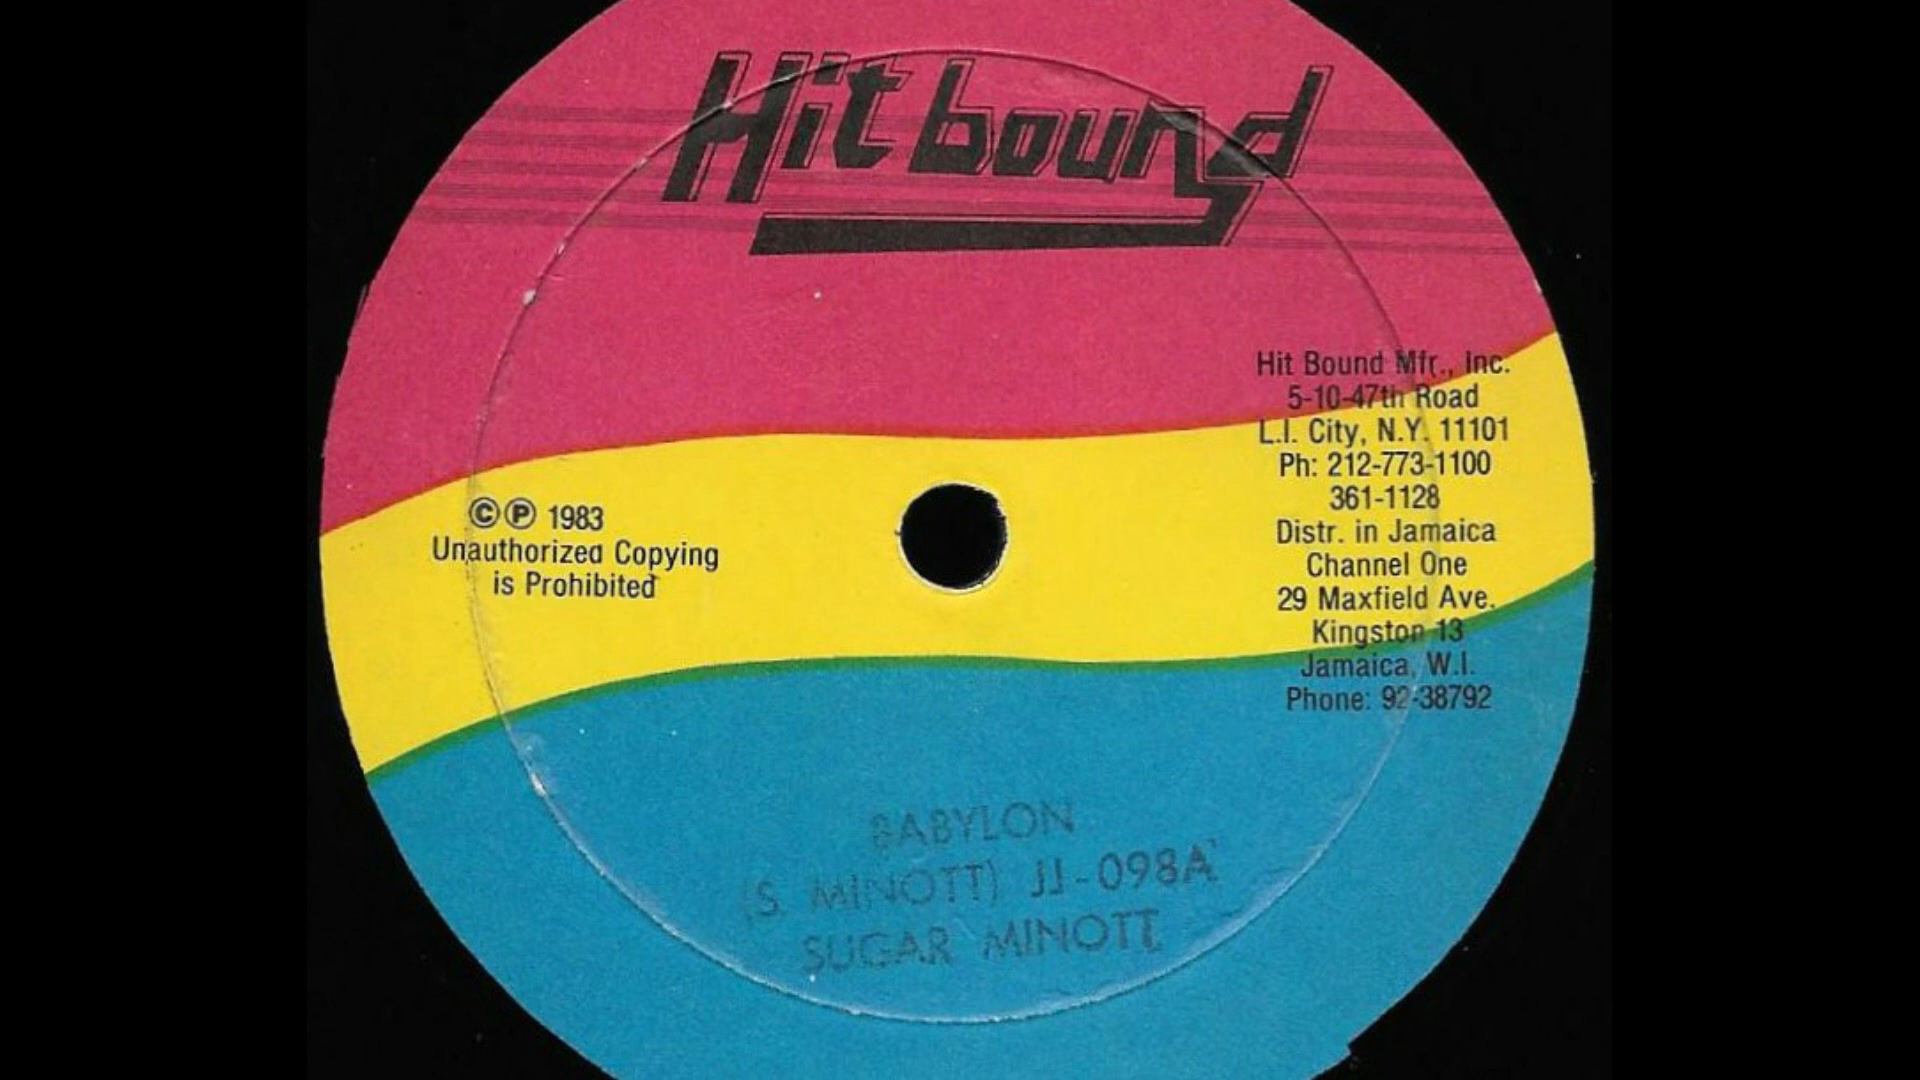 Hit bound
Hit Bound Mfr., Inc.
5-10-47th Road
L.I. City, N.Y. 11101
Ph: 212-773-1100
361-1128
Distr. in Jamaica
Channel One
29 Maxfield Ave.
Kingston 13
Jamaica, W.I.
Phone: 92-38792
©℗ 1983
Unauthorized Copying
is Prohibited
BABYLON
(S. MINOTT) JJ-098A
SUGAR MINOTT